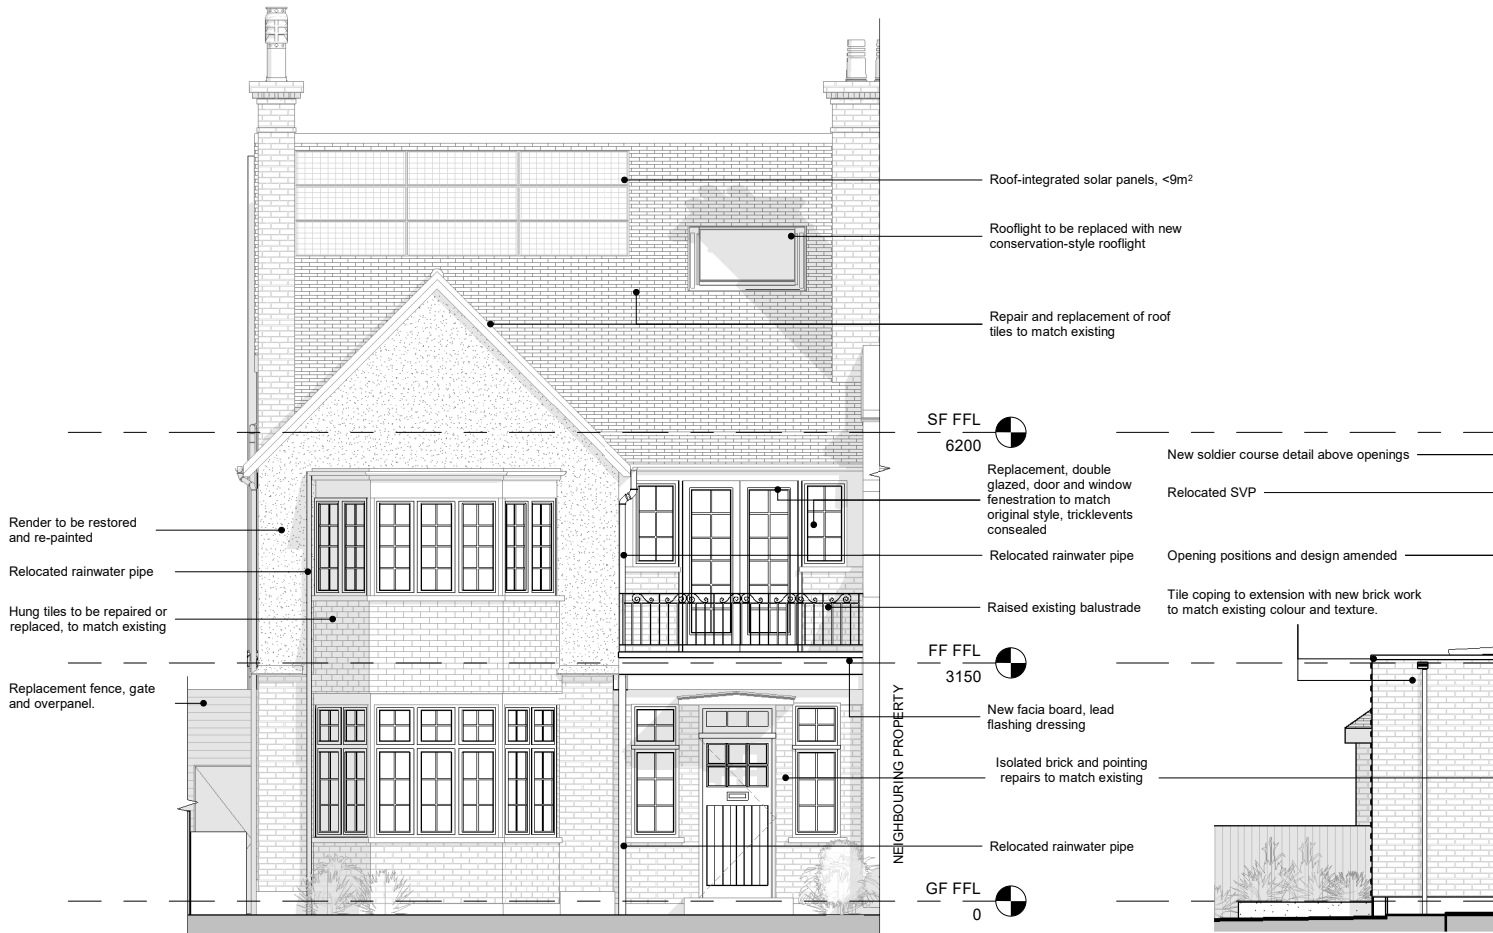 Roof-integrated solar panels, <9m²
Rooflight to be replaced with new
conservation-style rooflight
Repair and replacement of roof
tiles to match existing
SF FFL
6200
Replacement, double
glazed, door and window
fenestration to match
original style, tricklevents
consealed
Relocated rainwater pipe
Raised existing balustrade
FF FFL
3150
New facia board, lead
flashing dressing
Isolated brick and pointing
repairs to match existing
Relocated rainwater pipe
GF FFL
0
NEIGHBOURING PROPERTY
Render to be restored
and re-painted
Relocated rainwater pipe
Hung tiles to be repaired or
replaced, to match existing
Replacement fence, gate
and overpanel.
New soldier course detail above openings
Relocated SVP
Opening positions and design amended
Tile coping to extension with new brick work
to match existing colour and texture.